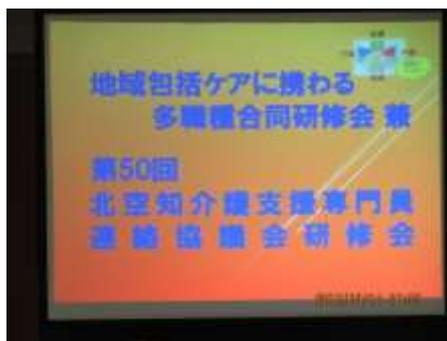 地域包括ケアに携わる
多職種合同研修会 兼
第50回
北空知介護支援専門員
連絡協議会研修会